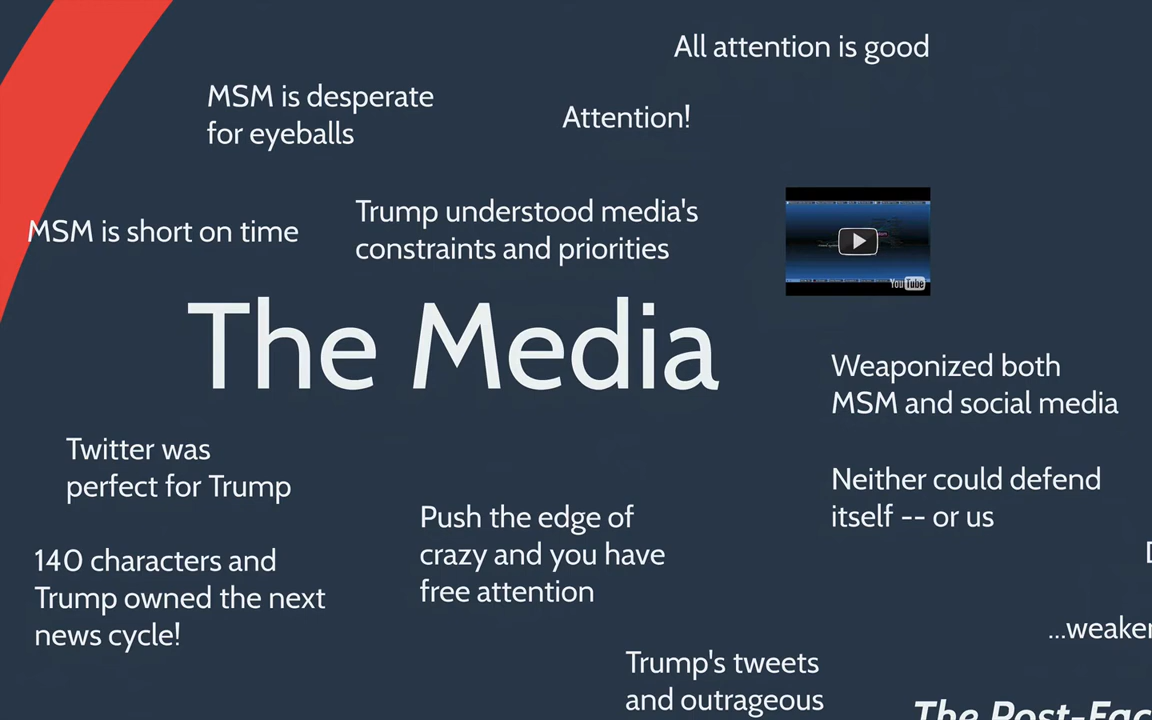 All attention is good
MSM is desperate
for eyeballs
Attention!
MSM is short on time
Trump understood media's
constraints and priorities
YouTube
The Media
Weaponized both
MSM and social media
Twitter was
perfect for Trump
Neither could defend
itself -- or us
Push the edge of
crazy and you have
free attention
140 characters and
Trump owned the next
news cycle!
...weaker
Trump's tweets
and outrageous
The Post-Fac